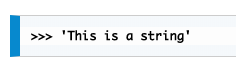 >>> 'This is a string'